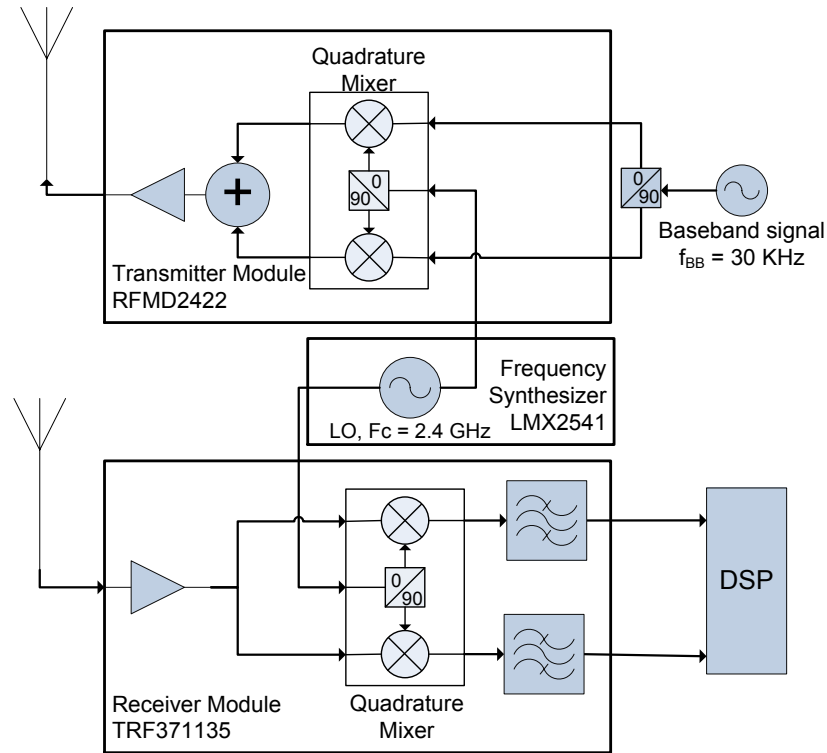 Quadrature
Mixer
0
90
+
0
90
Baseband signal
fBB = 30 KHz
Transmitter Module
RFMD2422
Frequency
Synthesizer
LMX2541
LO, Fc = 2.4 GHz
0
90
DSP
Receiver Module
TRF371135
Quadrature
Mixer